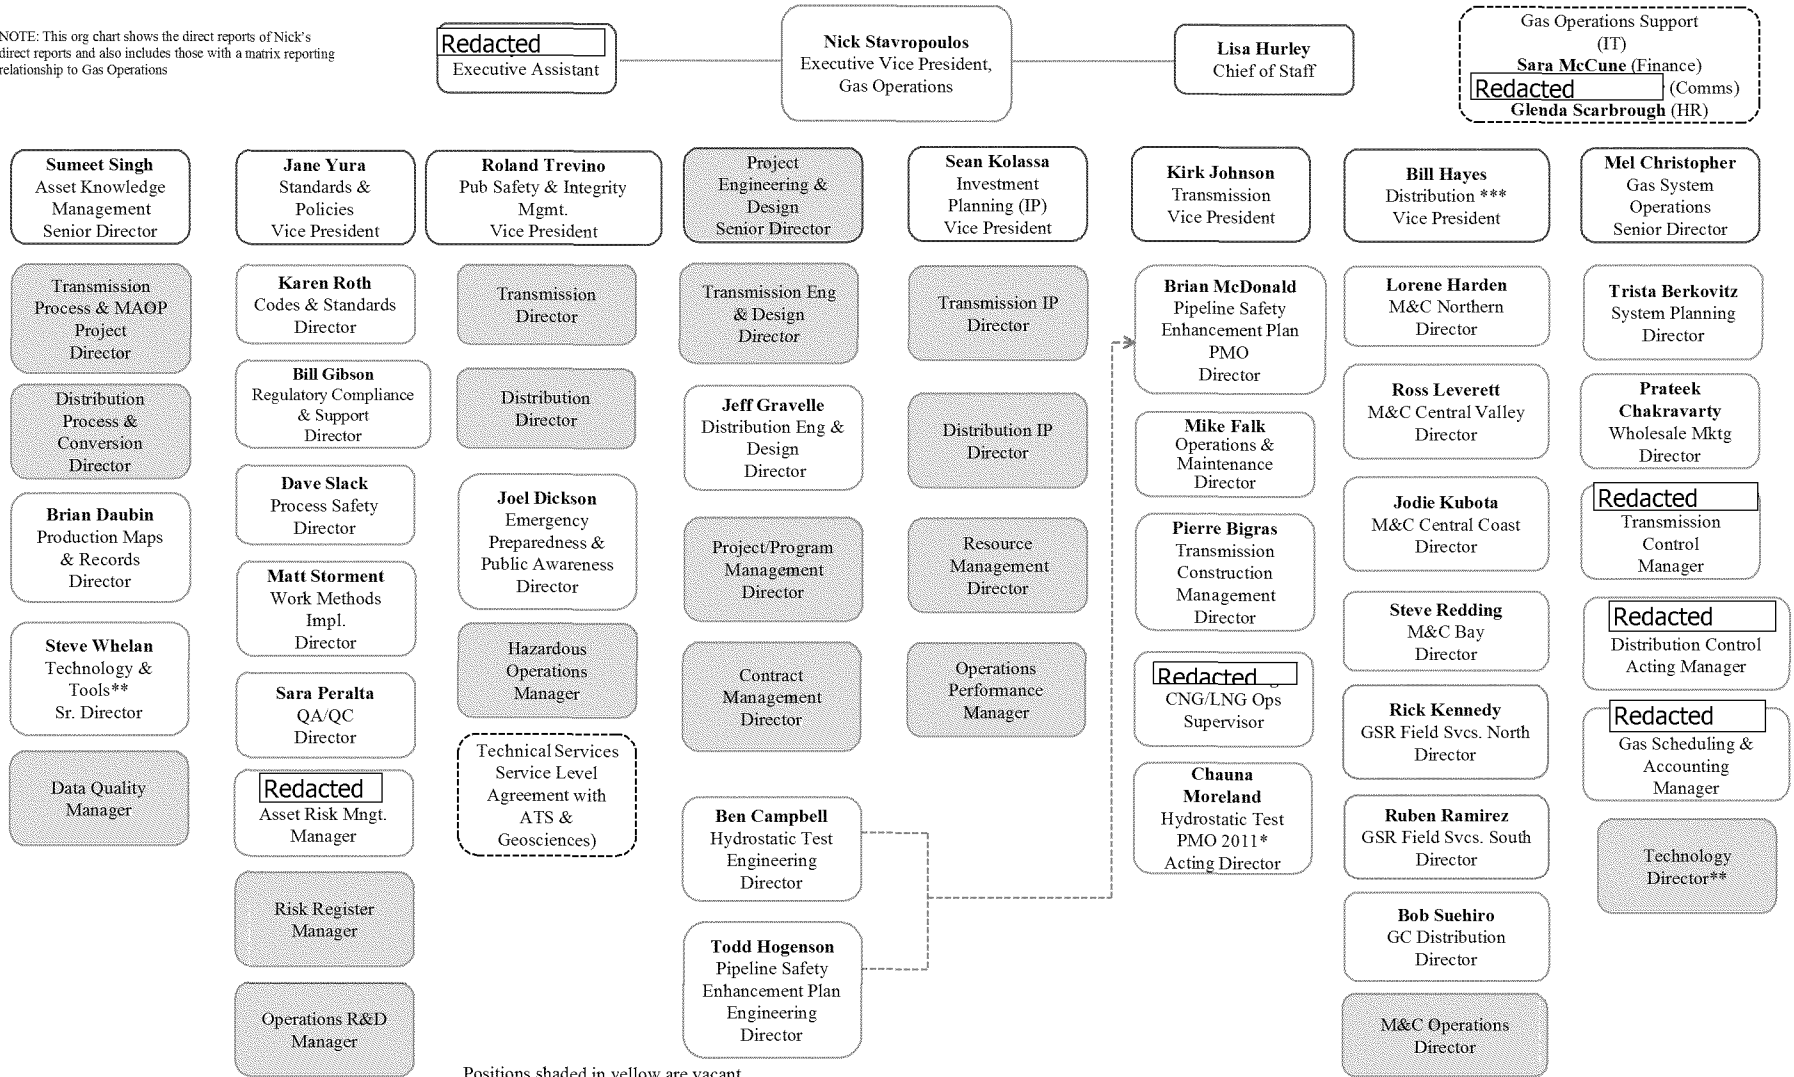 NOTE: This org chart shows the direct reports of Nick's
direct reports and also includes those with a matrix reporting
relationship to Gas Operations
Redacted
Executive Assistant
Nick Stavropoulos
Executive Vice President,
Gas Operations
Lisa Hurley
Chief of Staff
Gas Operations Support
(IT)
Sara McCune (Finance)
Redacted (Comms)
Glenda Scarbrough (HR)
Sumeet Singh
Asset Knowledge
Management
Senior Director
Transmission
Process & MAOP
Project
Director
Distribution
Process &
Conversion
Director
Brian Daubin
Production Maps
& Records
Director
Steve Whelan
Technology &
Tools**
Sr. Director
Data Quality
Manager
Jane Yura
Standards &
Policies
Vice President
Karen Roth
Codes & Standards
Director
Bill Gibson
Regulatory Compliance
& Support
Director
Dave Slack
Process Safety
Director
Matt Storment
Work Methods
Impl.
Director
Sara Peralta
QA/QC
Director
Redacted
Asset Risk Mngt.
Manager
Risk Register
Manager
Operations R&D
Manager
Roland Trevino
Pub Safety & Integrity
Mgmt.
Vice President
Transmission
Director
Distribution
Director
Joel Dickson
Emergency
Preparedness &
Public Awareness
Director
Hazardous
Operations
Manager
Technical Services
Service Level
Agreement with
ATS &
Geosciences)
Project
Engineering &
Design
Senior Director
Transmission Eng
& Design
Director
Jeff Gravelle
Distribution Eng &
Design
Director
Project/Program
Management
Director
Contract
Management
Director
Ben Campbell
Hydrostatic Test
Engineering
Director
Todd Hogenson
Pipeline Safety
Enhancement Plan
Engineering
Director
Sean Kolassa
Investment
Planning (IP)
Vice President
Transmission IP
Director
Distribution IP
Director
Resource
Management
Director
Operations
Performance
Manager
Kirk Johnson
Transmission
Vice President
Brian McDonald
Pipeline Safety
Enhancement Plan
PMO
Director
Mike Falk
Operations &
Maintenance
Director
Pierre Bigras
Transmission
Construction
Management
Director
Redacted
CNG/LNG Ops
Supervisor
Chauna
Moreland
Hydrostatic Test
PMO 2011*
Acting Director
Bill Hayes
Distribution ***
Vice President
Lorene Harden
M&C Northern
Director
Ross Leverett
M&C Central Valley
Director
Jodie Kubota
M&C Central Coast
Director
Steve Redding
M&C Bay
Director
Rick Kennedy
GSR Field Svcs. North
Director
Ruben Ramirez
GSR Field Svcs. South
Director
Bob Suehiro
GC Distribution
Director
M&C Operations
Director
Mel Christopher
Gas System
Operations
Senior Director
Trista Berkovitz
System Planning
Director
Prateek
Chakravarty
Wholesale Mktg
Director
Redacted
Transmission
Control
Manager
Redacted
Distribution Control
Acting Manager
Redacted
Gas Scheduling &
Accounting
Manager
Technology
Director**
Positions shaded in yellow are vacant